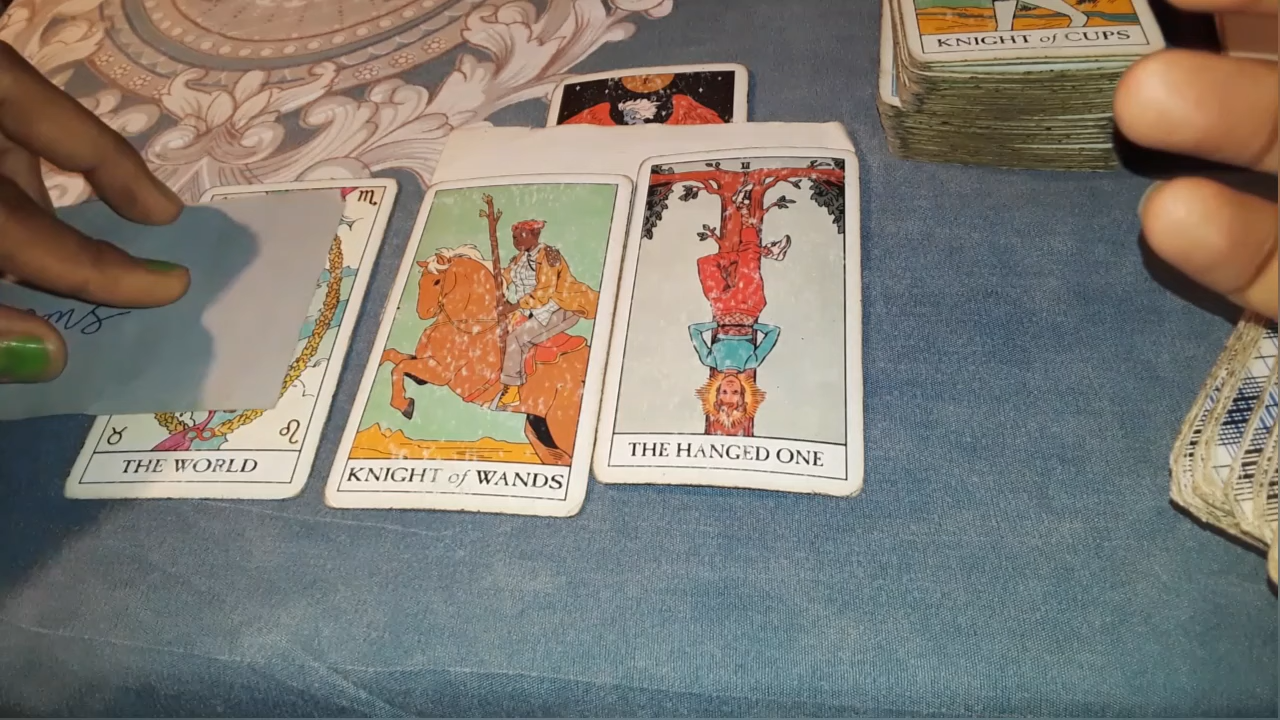 KNIGHT of CUPS
THE WORLD
KNIGHT of WANDS
THE HANGED ONE